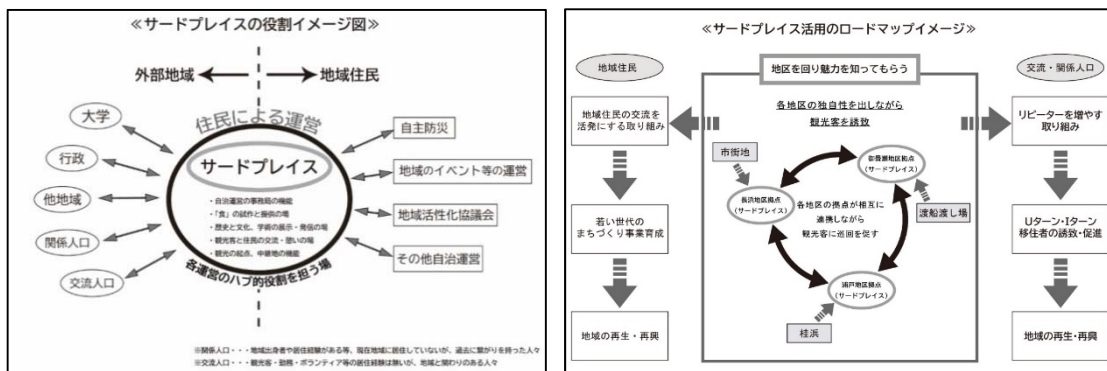 ≪サードプレイスの役割イメージ図≫
外部地域
地域住民
住民による運営
サードプレイス
・自治運営の事務局の機能
・「食」の試作と提供の場
・歴史と文化、学術の展示・発信の場
・観光客と住民の交流・憩いの場
・観光の起点、中継地の機能
各運営のハブ的役割を担う場
大学
行政
他地域
関係人口
交流人口
自主防災
地域のイベント等の運営
地域活性化協議会
その他自治運営
※関係人口・・・地域出身者や居住経験がある等、現在地域に居住していないが、過去に繋がりを持った人々
※交流人口・・・観光客・勤務・ボランティア等の居住経験は無いが、地域と関わりのある人々
≪サードプレイス活用のロードマップイメージ≫
地域住民
地域住民の交流を
活発にする取り組み
若い世代の
まちづくり事業育成
地域の再生・再興
地区を回り魅力を知ってもらう
各地区の独自性を出しながら
観光客を誘致
市街地
長浜地区拠点
(サードプレイス)
御畳瀬地区拠点
(サードプレイス)
渡船渡し場
各地区の拠点が相互に
連携しながら
観光客に巡回を促す
浦戸地区拠点
(サードプレイス)
桂浜
交流・関係人口
リピーターを増やす
取り組み
Uターン・Iターン
移住者の誘致・促進
地域の再生・再興